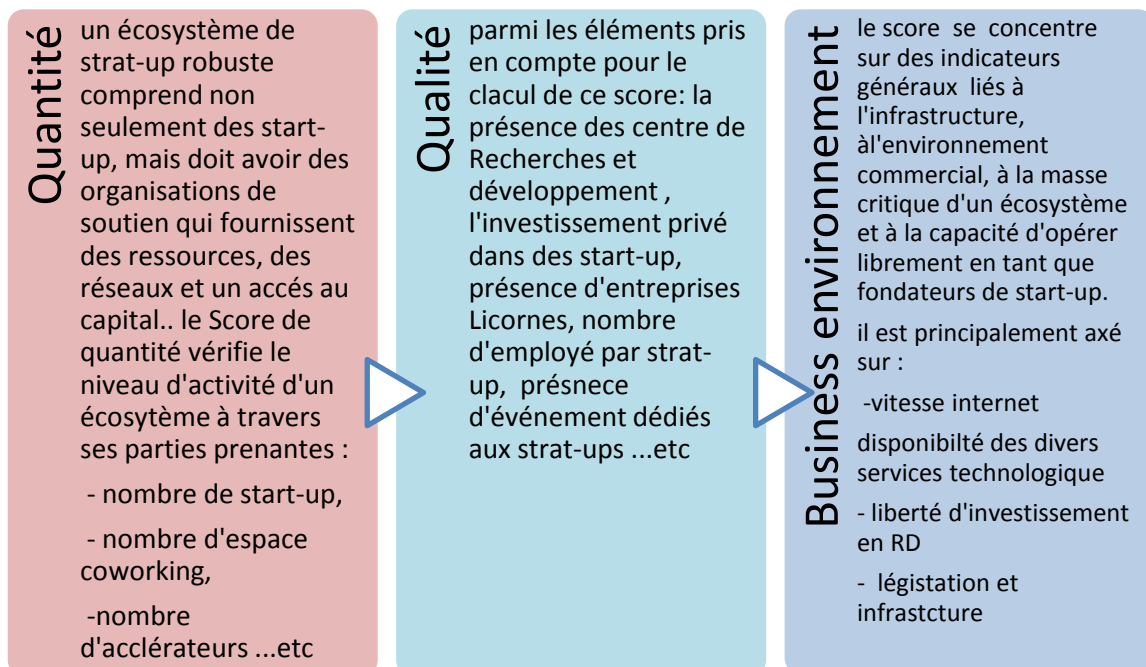 Quantité
un écosystème de
strat-up robuste
comprend non
seulement des start-
up, mais doit avoir des
organisations de
soutien qui fournissent
des ressources, des
réseaux et un accés au
capital.. le Score de
quantité vérifie le
niveau d'activité d'un
écosytème à travers
ses parties prenantes :
- nombre de start-up,
- nombre d'espace
coworking,
-nombre
d'acclérateurs ...etc
Qualité
parmi les éléments pris
en compte pour le
clacul de ce score: la
présence des centre de
Recherches et
développement ,
l'investissement privé
dans des start-up,
présence d'entreprises
Licornes, nombre
d'employé par strat-
up, présnece
d'événement dédiés
aux strat-ups ...etc
Business environnement
le score se concentre
sur des indicateurs
généraux liés à
l'infrastructure,
àl'environnement
commercial, à la masse
critique d'un écosystème
et à la capacité d'opérer
librement en tant que
fondateurs de start-up.
il est principalement axé
sur :
-vitesse internet
disponibilté des divers
services technologique
- liberté d'investissement
en RD
- législtation et
infrastcture